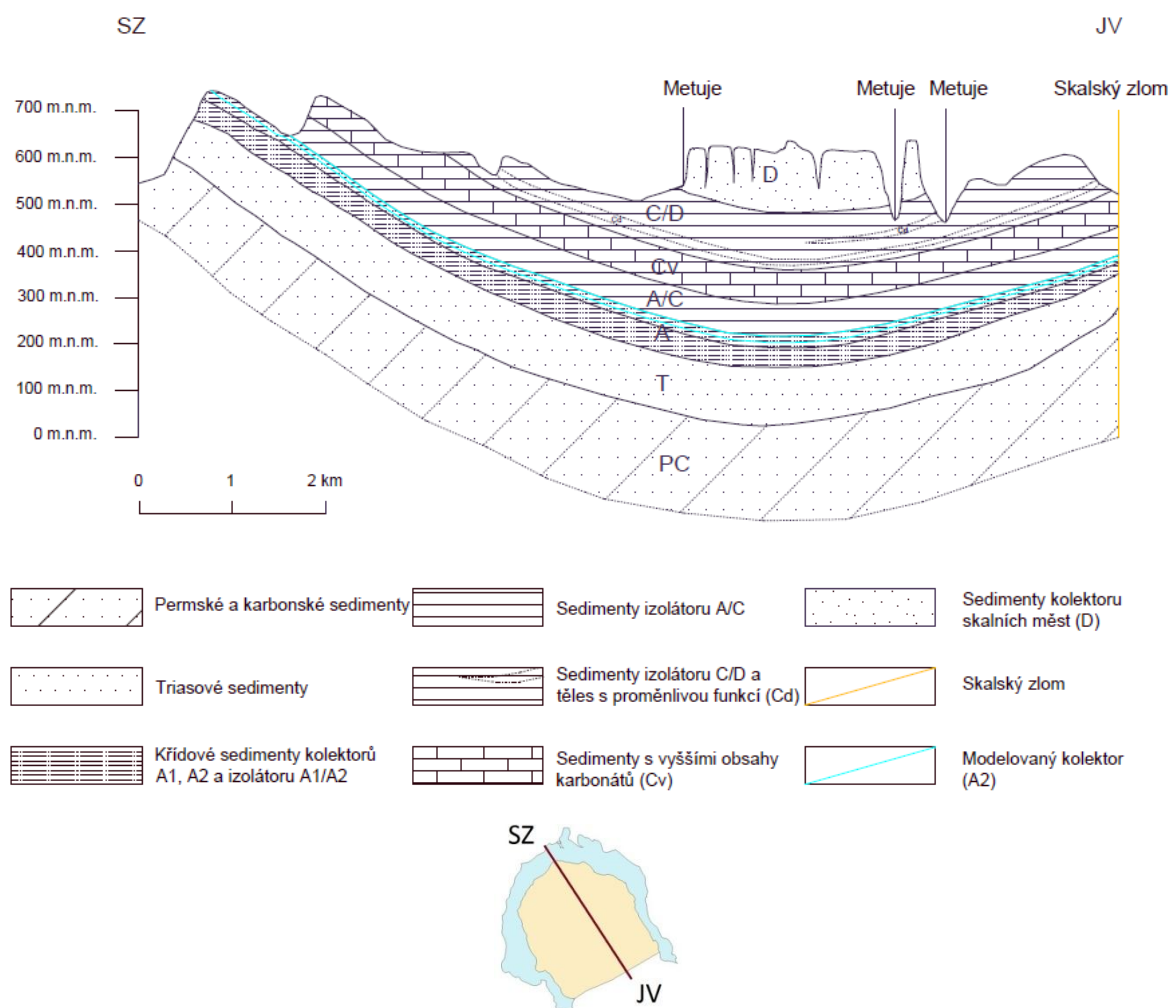 SZ
JV
Metuje
Metuje
Metuje
Skalský zlom
700 m.n.m.
600 m.n.m.
500 m.n.m.
400 m.n.m.
300 m.n.m.
200 m.n.m.
100 m.n.m.
0 m.n.m.
D
C/D
Cd
Cd
Cv
A/C
A
T
PC
0
1
2 km
Permské a karbonské sedimenty
Sedimenty izolátoru A/C
Sedimenty kolektoru
skalních měst (D)
Triasové sedimenty
Sedimenty izolátoru C/D a
těles s proměnlivou funkcí (Cd)
Skalský zlom
Křídové sedimenty kolektorů
A1, A2 a izolátoru A1/A2
Sedimenty s vyššími obsahy
karbonátů (Cv)
Modelovaný kolektor
(A2)
SZ
JV